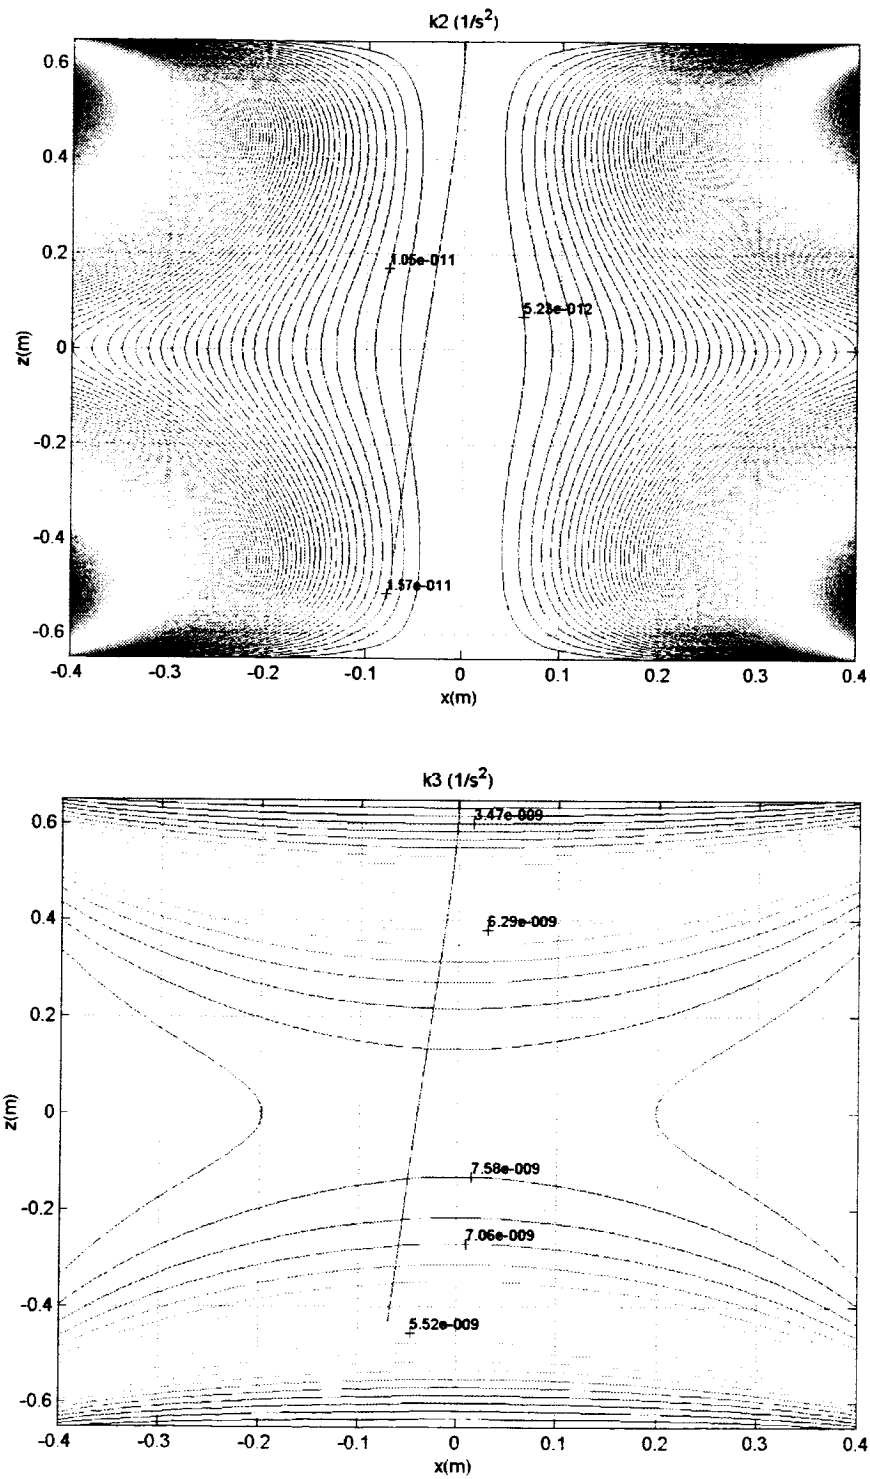 k2 (1/s²)
0.6
0.4
0.2
0
-0.2
-0.4
-0.6
z(m)
1.05e-011
5.23e-012
1.57e-011
-0.4 -0.3 -0.2 -0.1 0 0.1 0.2 0.3 0.4
x(m)
k3 (1/s²)
0.6
0.4
0.2
0
-0.2
-0.4
-0.6
z(m)
3.47e-009
6.29e-009
7.58e-009
7.06e-009
5.52e-009
-0.4 -0.3 -0.2 -0.1 0 0.1 0.2 0.3 0.4
x(m)